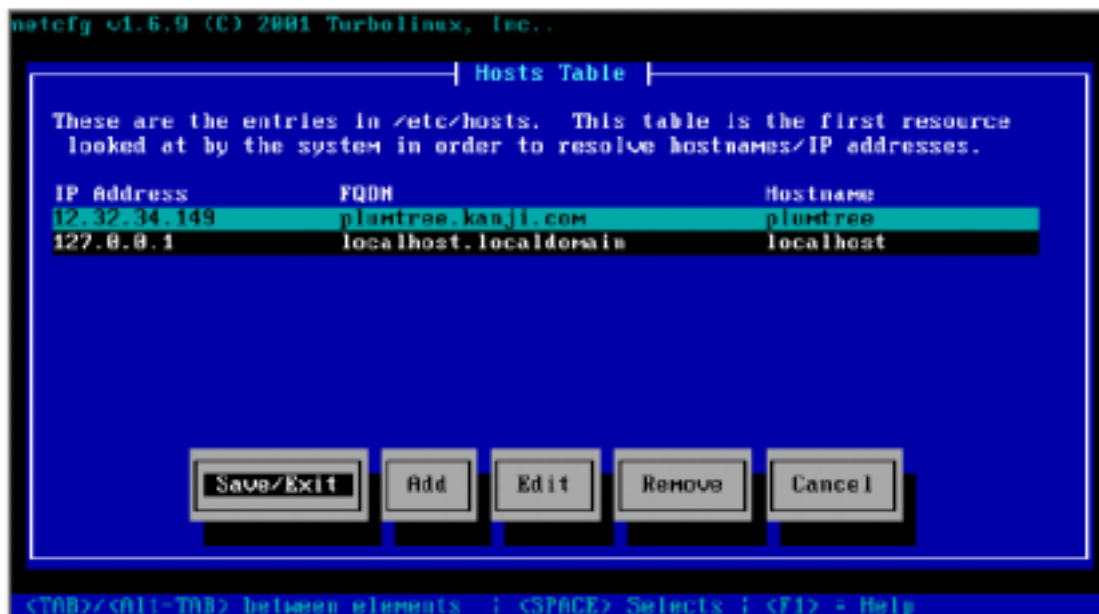 netcfg v1.6.9 (C) 2001 Turbolinux, Inc..
Hosts Table
These are the entries in /etc/hosts. This table is the first resource
looked at by the system in order to resolve hostnames/IP addresses.
IP Address FQDN Hostname
12.32.34.149 plumtree.kanji.com plumtree
127.0.0.1 localhost.localdomain localhost
Save/Exit Add Edit Remove Cancel
<TAB>/<Alt-TAB> between elements | <SPACE> Selects | <F1> = Help